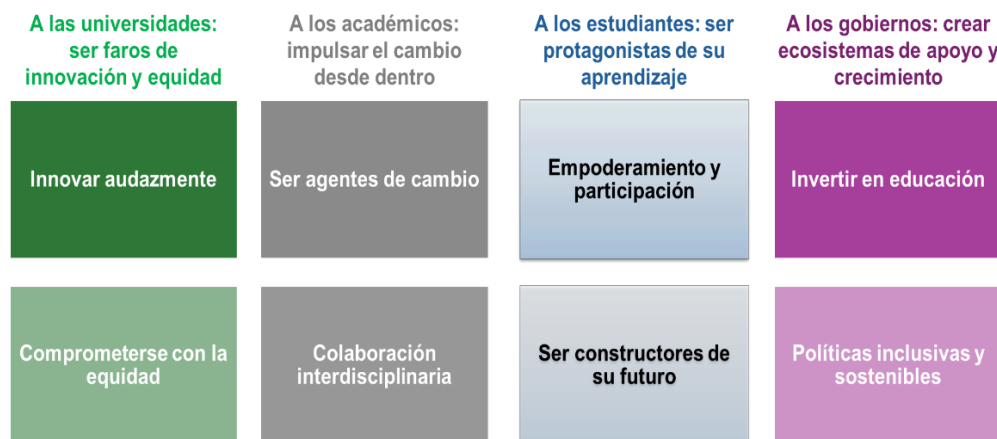 A las universidades:
ser faros de
innovación y equidad
A los académicos:
impulsar el cambio
desde dentro
A los estudiantes: ser
protagonistas de su
aprendizaje
A los gobiernos: crear
ecosistemas de apoyo y
crecimiento
Innovar audazmente
Ser agentes de cambio
Empoderamiento y
participación
Invertir en educación
Comprometerse con la
equidad
Colaboración
interdisciplinaria
Ser constructores de
su futuro
Políticas inclusivas y
sostenibles